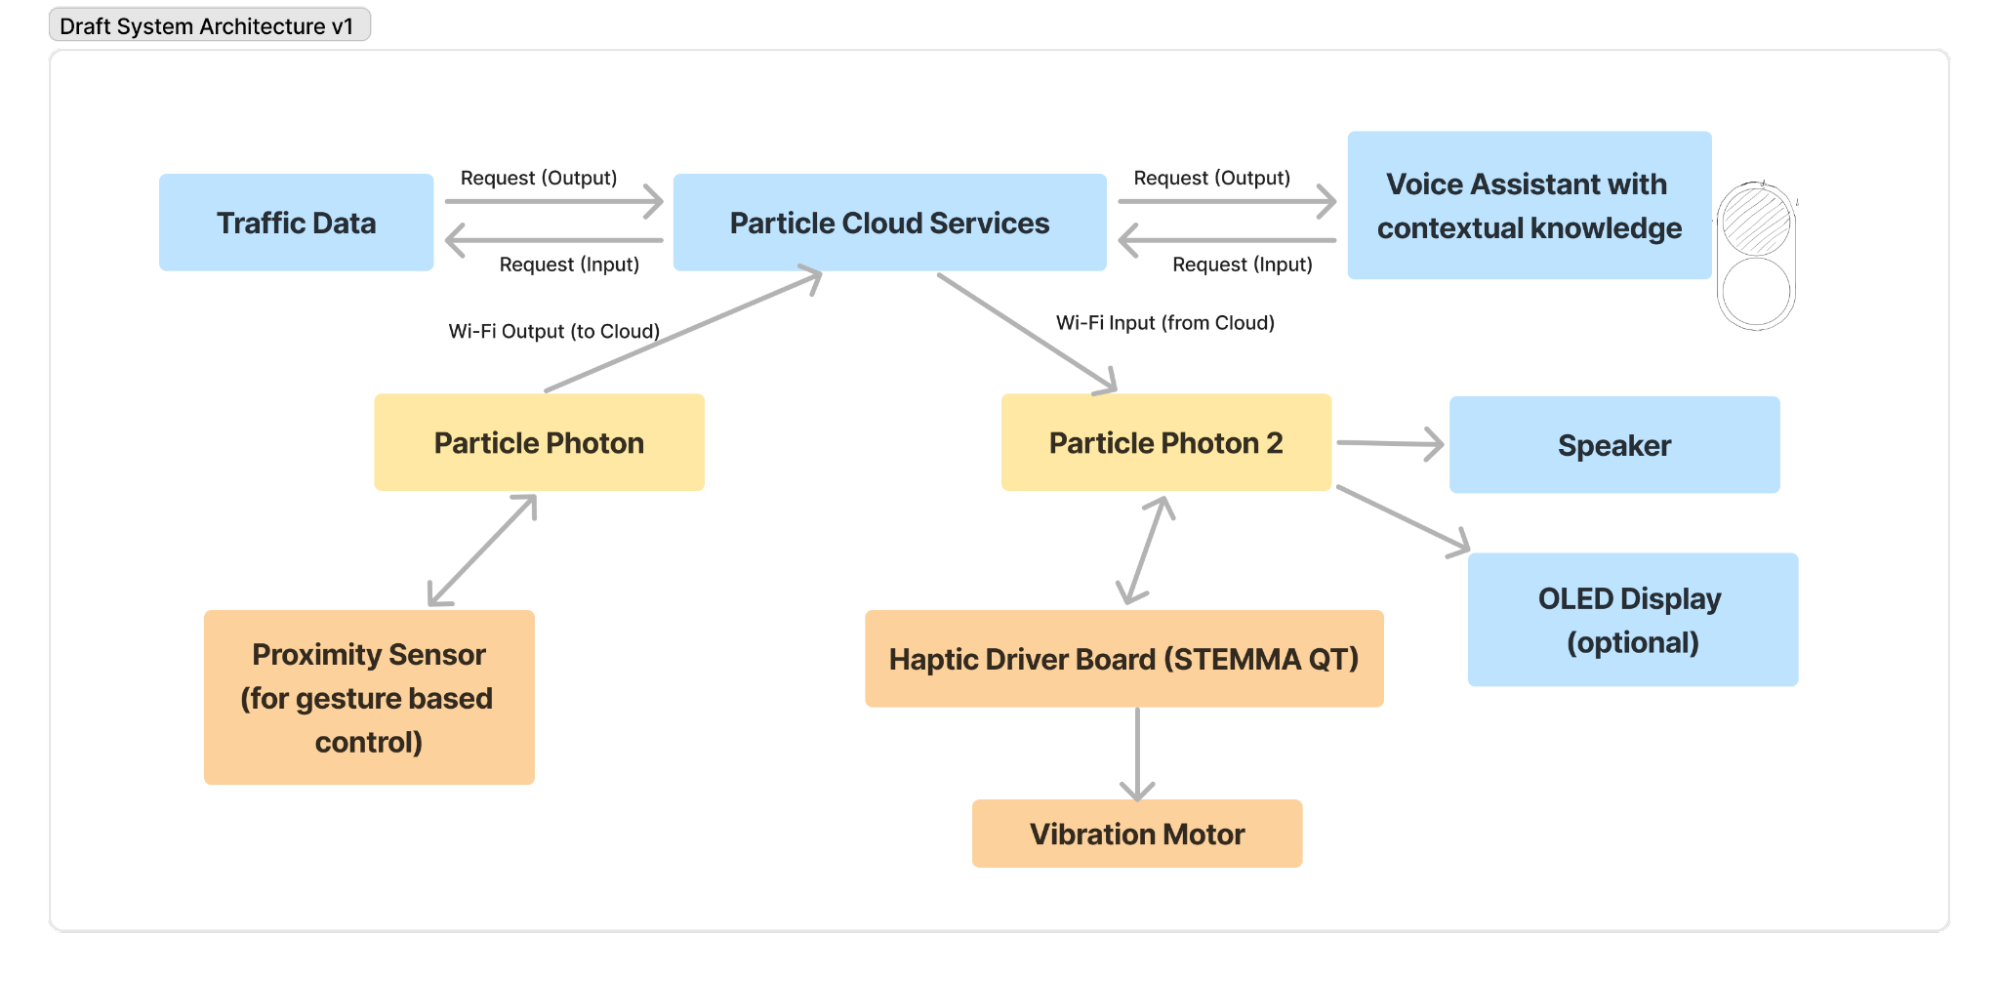 Draft System Architecture v1
Traffic Data
Request (Output)
Request (Input)
Particle Cloud Services
Request (Output)
Request (Input)
Voice Assistant with
contextual knowledge
Wi-Fi Output (to Cloud)
Wi-Fi Input (from Cloud)
Particle Photon
Particle Photon 2
Speaker
OLED Display
(optional)
Proximity Sensor
(for gesture based
control)
Haptic Driver Board (STEMMA QT)
Vibration Motor